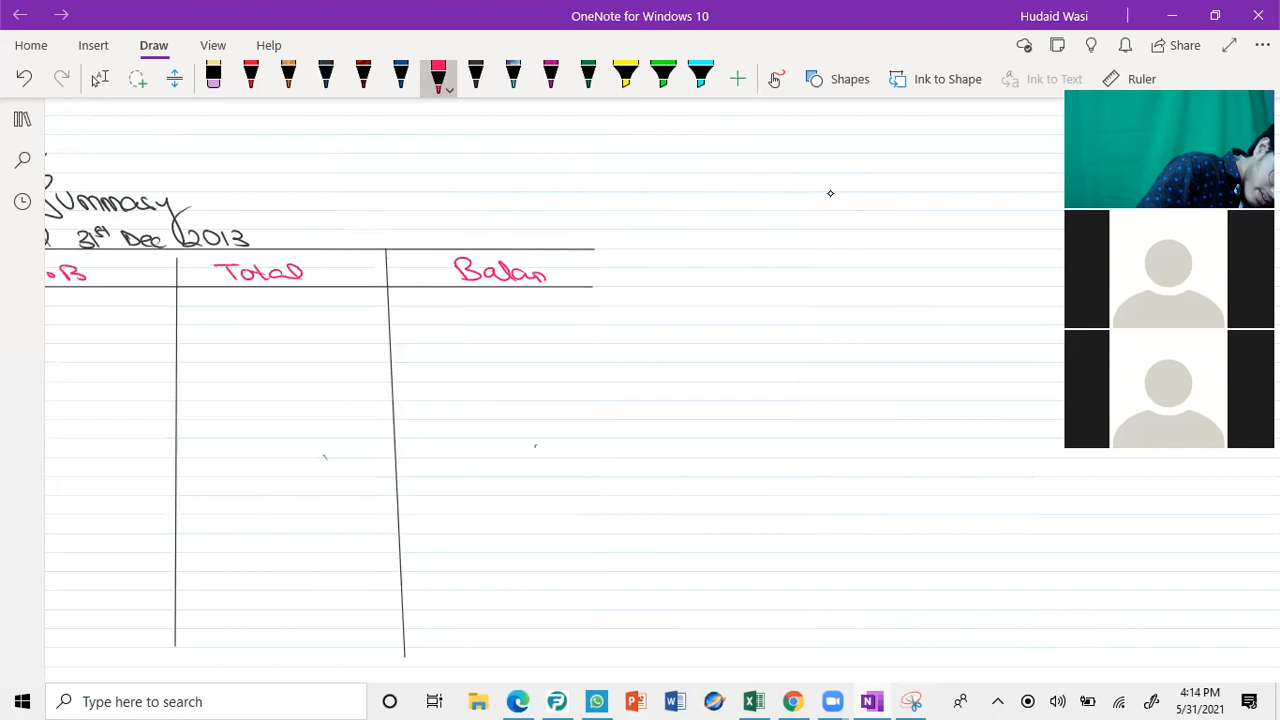 OneNote for Windows 10
Hudaid Wasi
Home Insert Draw View Help
Share
Shapes Ink to Shape Ink to Text Ruler
Summary
31st Dec 2013
B Total Balan
Type here to search
4:14 PM
5/31/2021